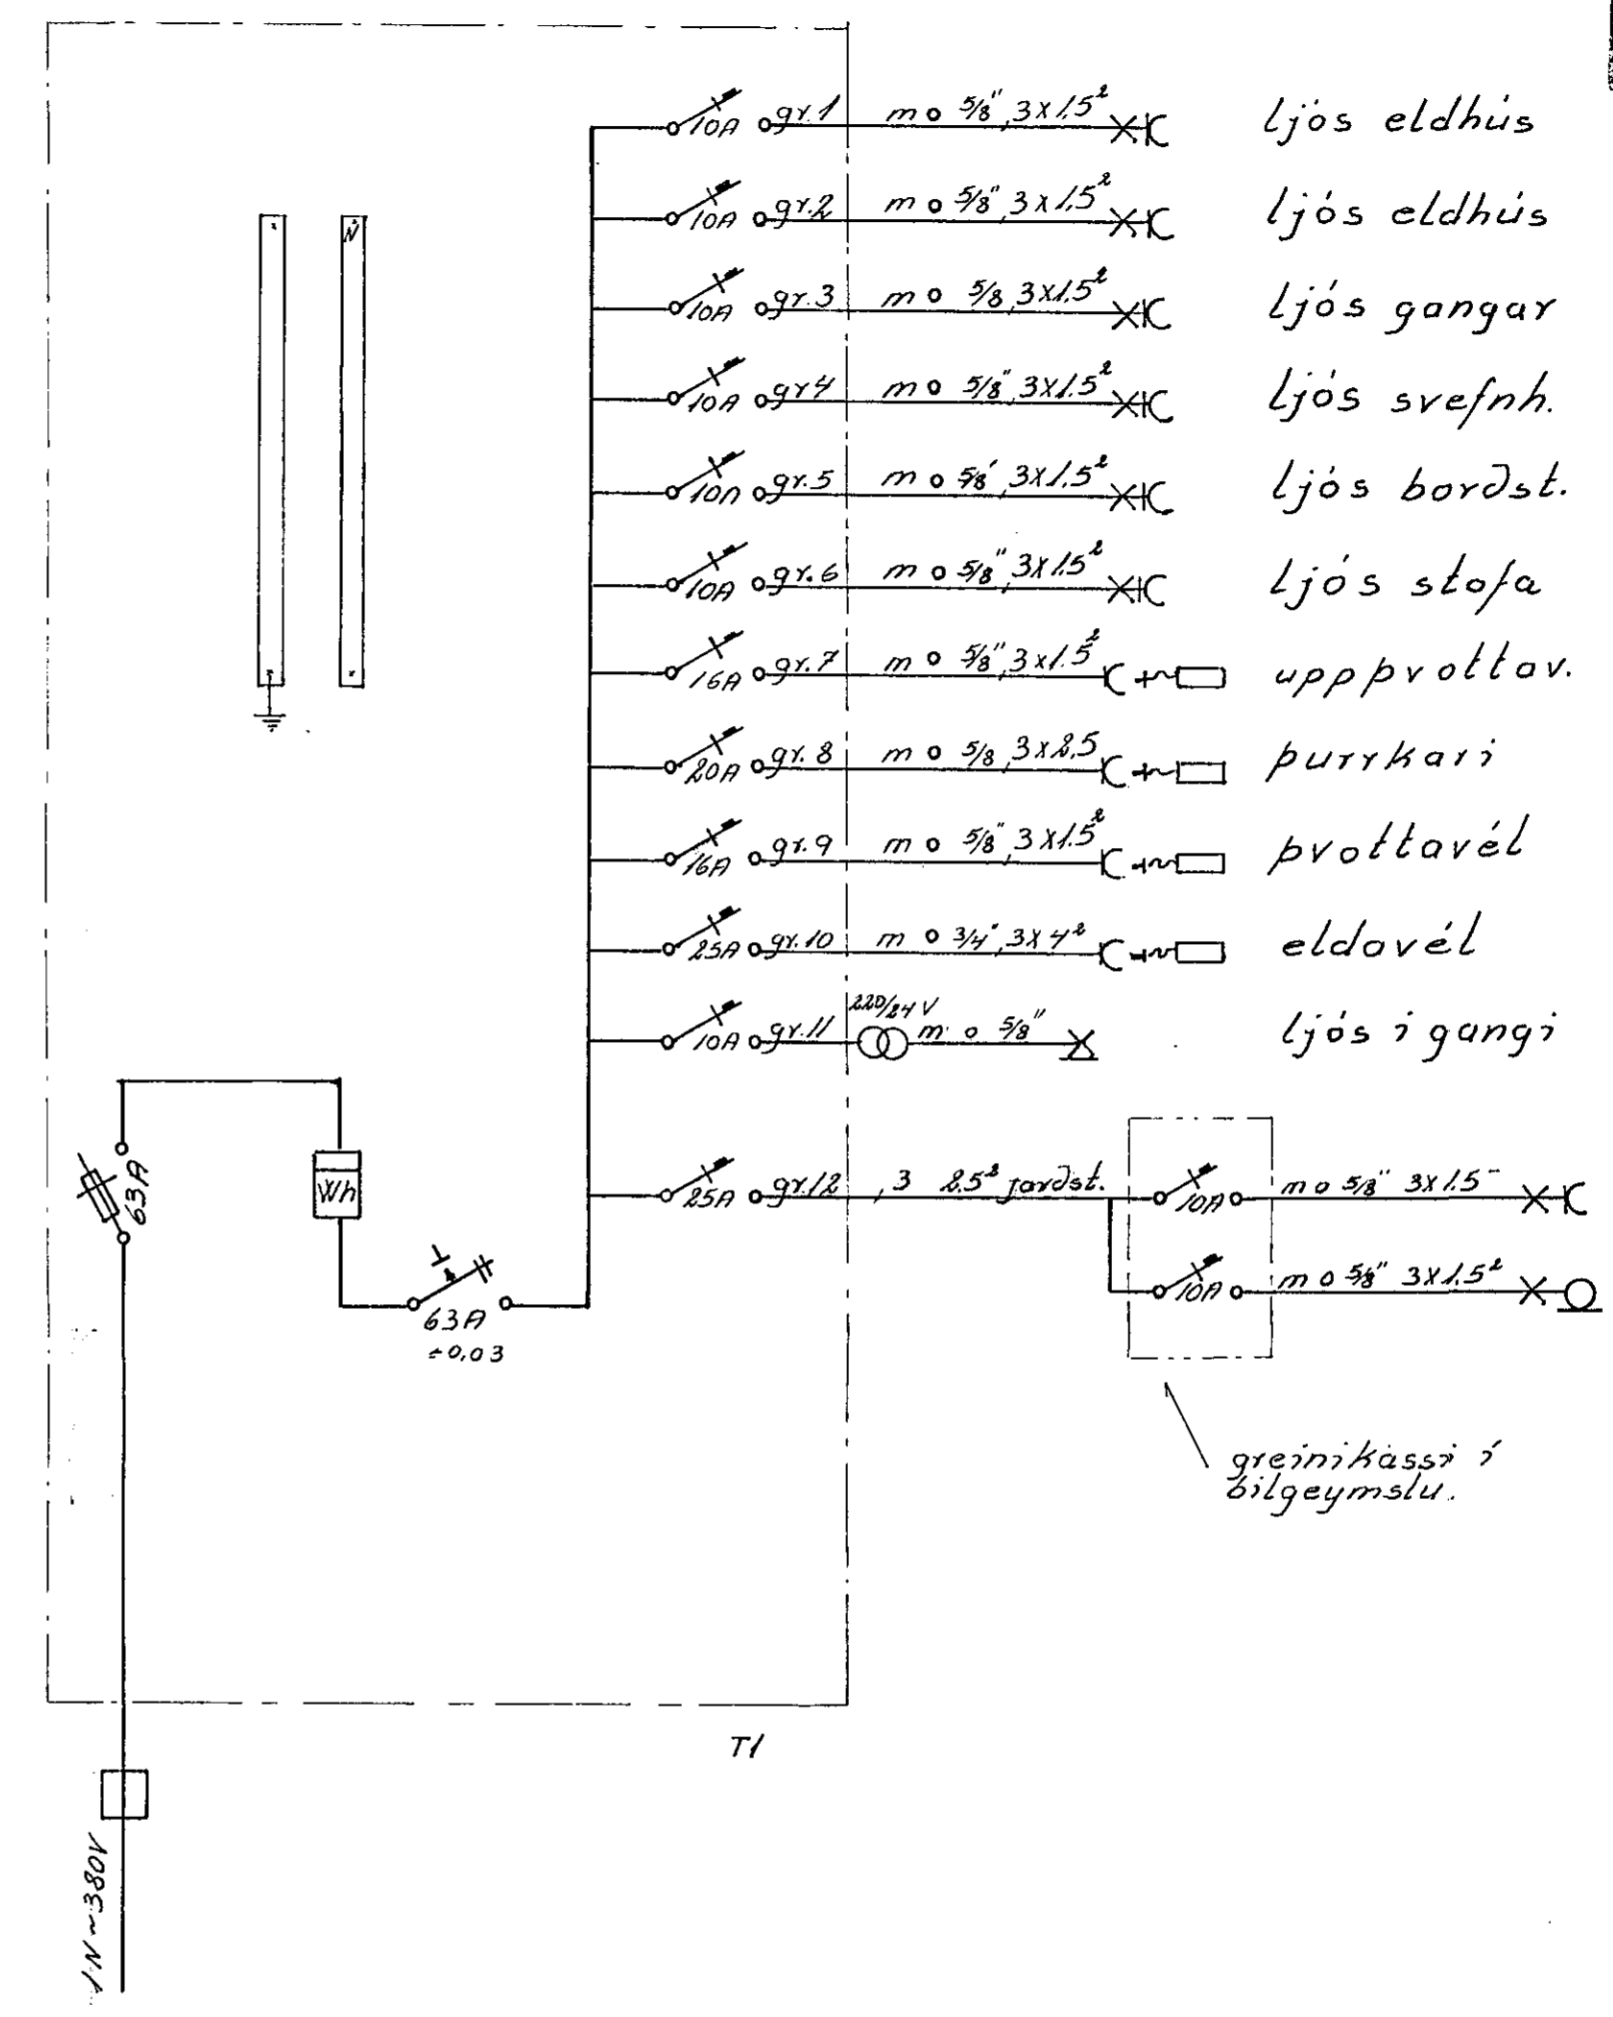 10A gr.1 m o 5/8", 3x1.5² ljós eldhús
10A gr.2 m o 5/8", 3x1.5² ljós eldhús
N
10A gr.3 m o 5/8, 3x1.5² ljós gangar
10A gr4 m o 5/8", 3x1.5² ljós svefnh.
10A gr.5 m o 5/8', 3x1.5² ljós borðst.
10A gr.6 m o 5/8", 3x1.5² ljós stofa
16A gr.7 m o 5/8", 3x1.5² uppþvottav.
20A gr.8 m o 5/8, 3x2,5 þurrkari
16A gr.9 m o 5/8", 3x1.5² þvottavél
25A gr.10 m o 3/4", 3x4² eldavél
220/24V
10A gr.11 m o 5/8" ljós i gangi
63A
Wh
25A gr.12 , 3 2.5² jarðst. 10A m o 5/8" 3x1.5
10A m o 5/8" 3x1.5²
63A
0,03
greinikassi í
bílgeymslu.
T1
1N~380V